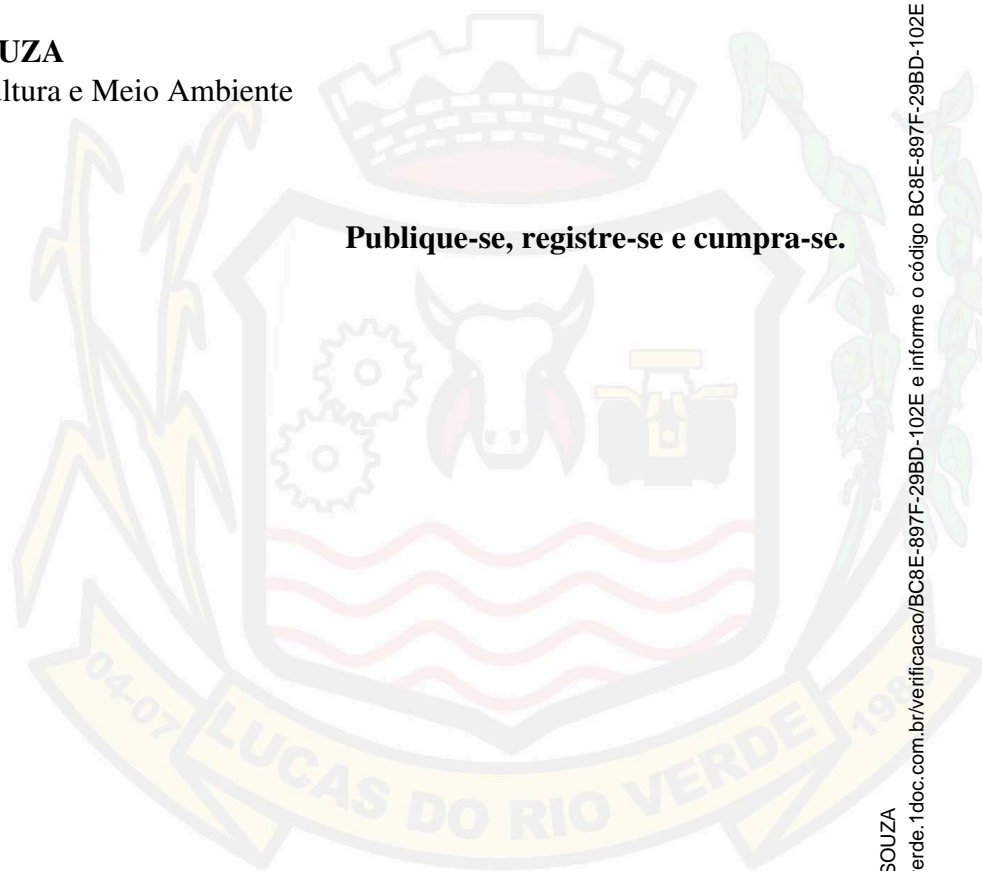 UZA
ltura e Meio Ambiente
Publique-se, registre-se e cumpra-se.
04-07
LUCAS DO RIO VERDE
1988
SOUZA
erde.1doc.com.br/verificacao/BC8E-897F-29BD-102E e informe o código BC8E-897F-29BD-102E